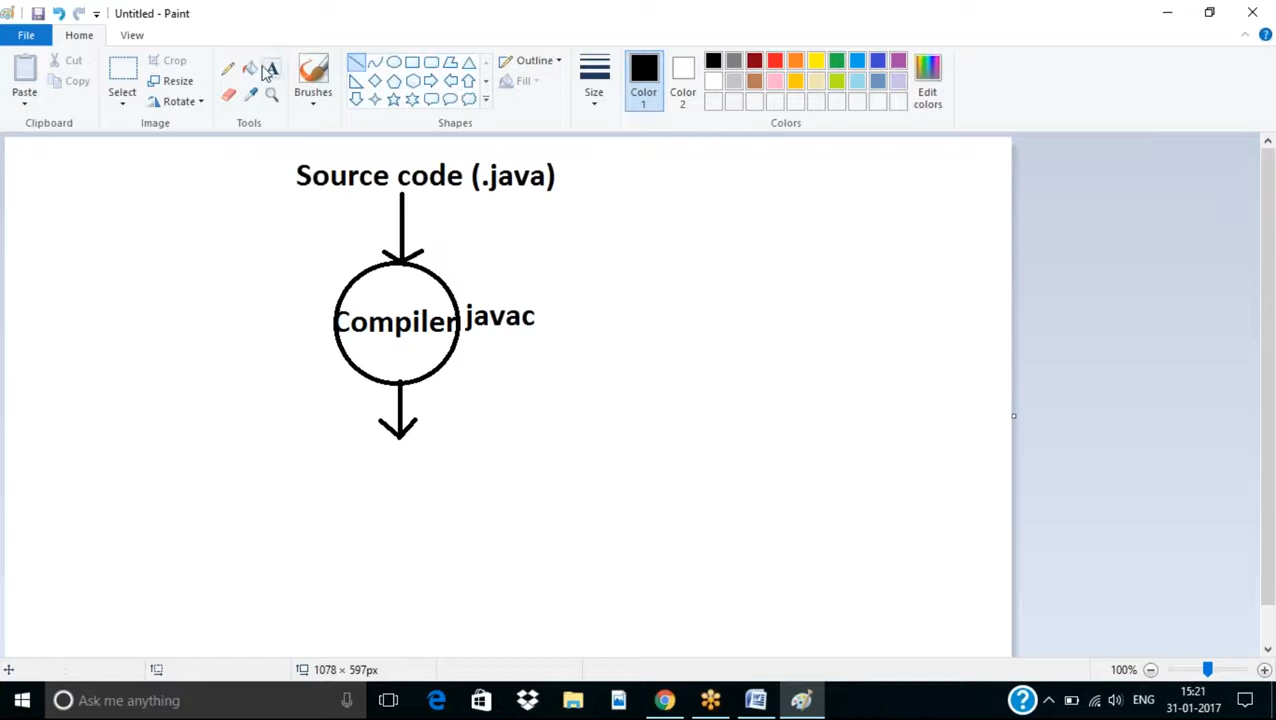 Untitled - Paint
File Home View
Paste
Cut
Copy
Clipboard
Select
Crop
Resize
Rotate
Image
A
Tools
Brushes
Shapes
Outline
Fill
Size
Color 1
Color 2
Edit colors
Colors
Source code (.java)
Compiler
javac
1078 × 597px
100%
Ask me anything
ENG
15:21
31-01-2017